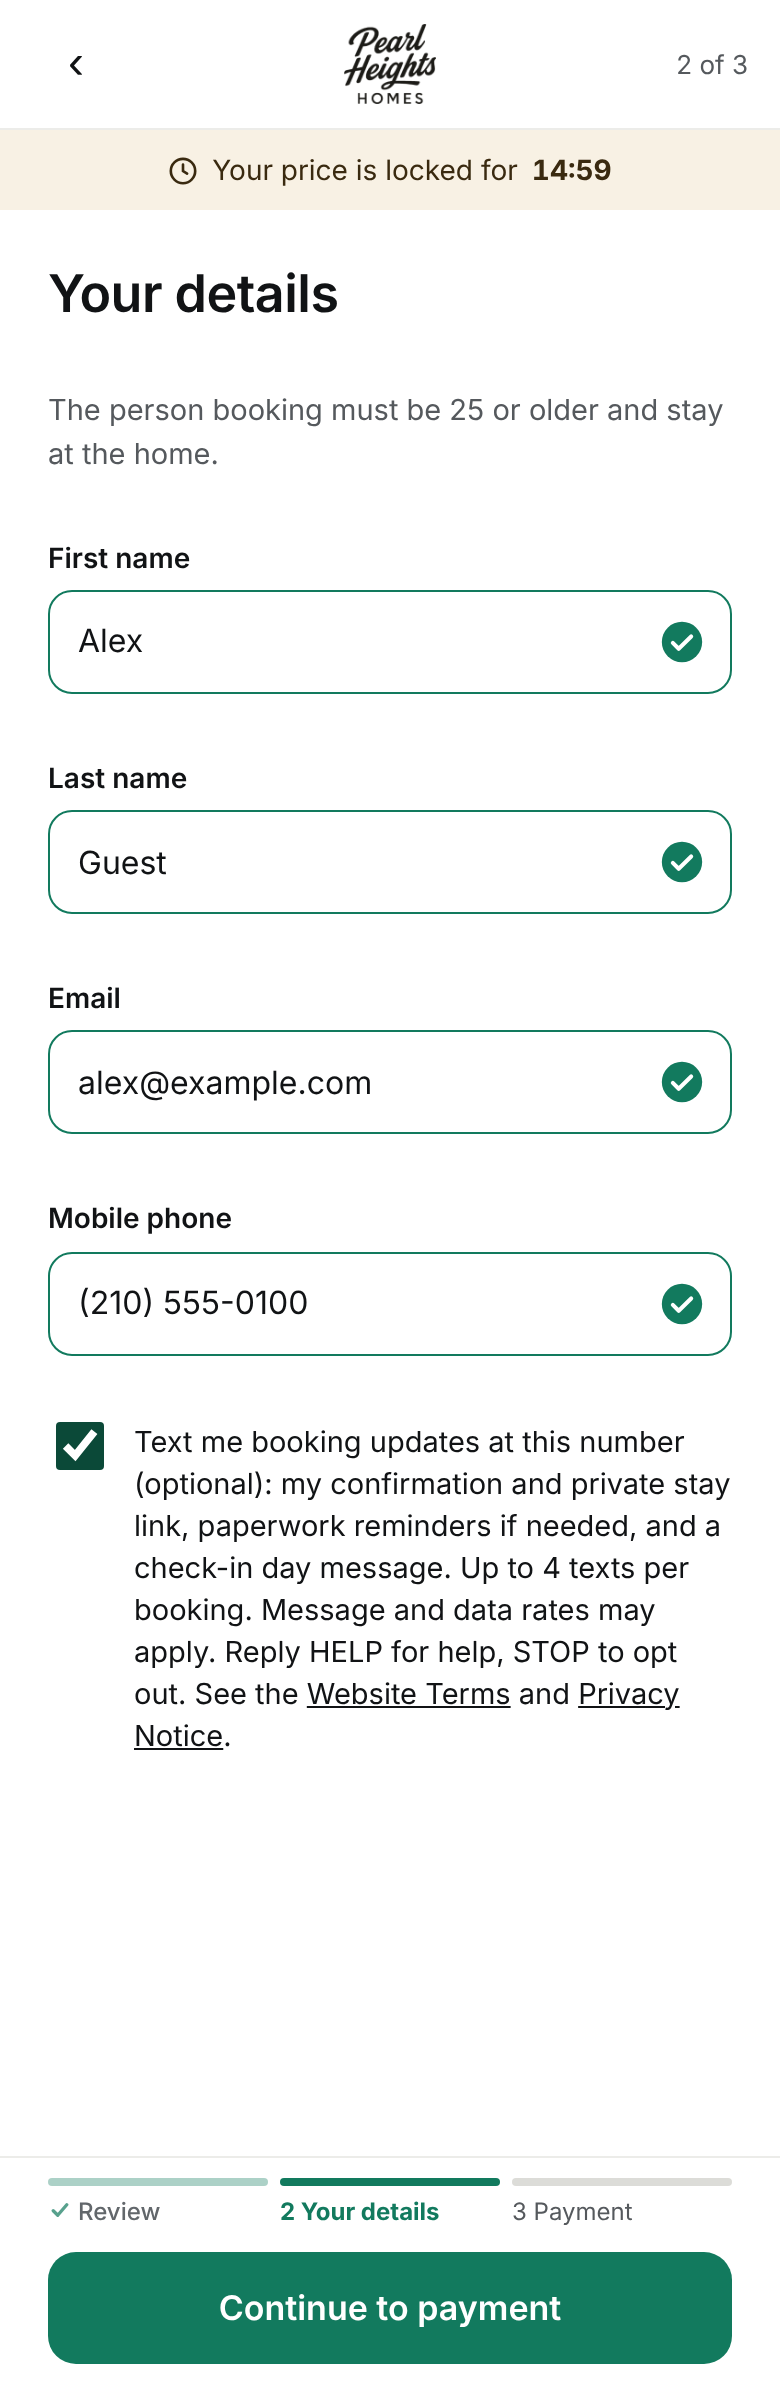 ‹
Pearl
Heights
HOMES
2 of 3
Your price is locked for 14:59
Your details
The person booking must be 25 or older and stay
at the home.
First name
Alex
Last name
Guest
Email
alex@example.com
Mobile phone
(210) 555-0100
Text me booking updates at this number
(optional): my confirmation and private stay
link, paperwork reminders if needed, and a
check-in day message. Up to 4 texts per
booking. Message and data rates may
apply. Reply HELP for help, STOP to opt
out. See the Website Terms and Privacy
Notice.
Review
2 Your details
3 Payment
Continue to payment